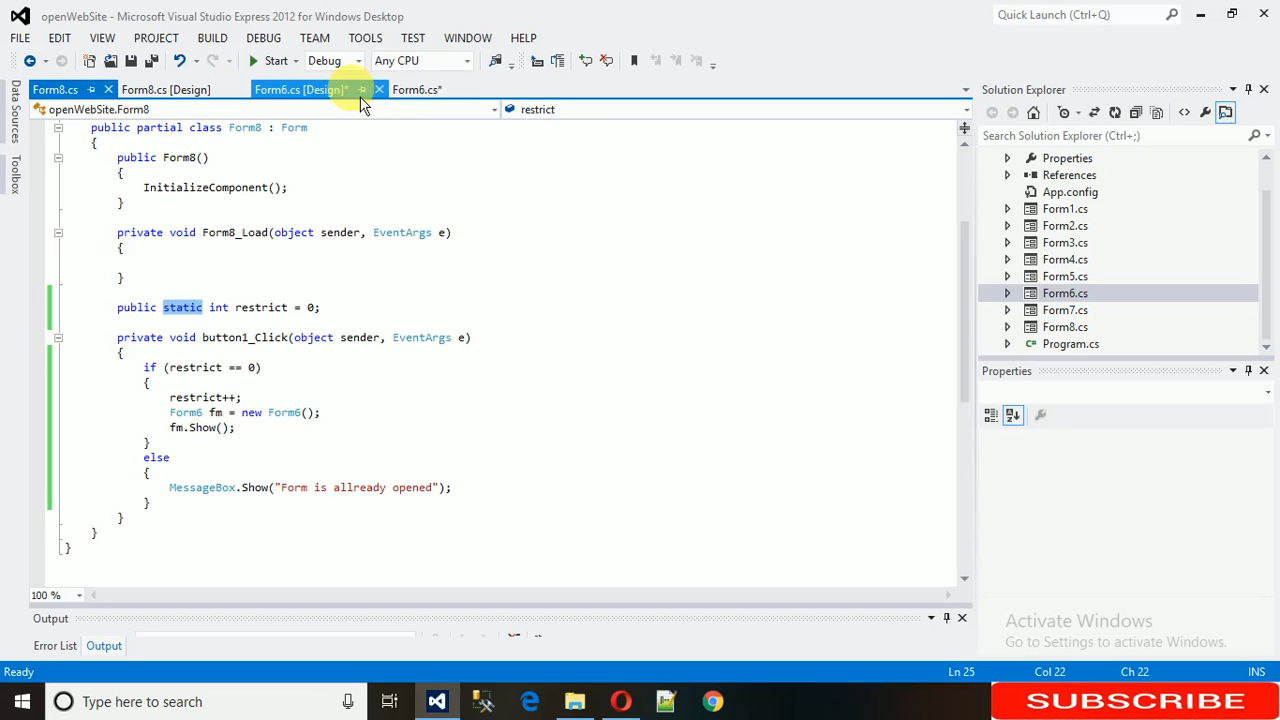 openWebSite - Microsoft Visual Studio Express 2012 for Windows Desktop
Quick Launch (Ctrl+Q)
FILE EDIT VIEW PROJECT BUILD DEBUG TEAM TOOLS TEST WINDOW HELP
Start Debug Any CPU
Form8.cs Form8.cs [Design] Form6.cs [Design]* Form6.cs*
openWebSite.Form8 restrict
Data Sources
Toolbox
public partial class Form8 : Form
{
public Form8()
{
InitializeComponent();
}
private void Form8_Load(object sender, EventArgs e)
{
}
public static int restrict = 0;
private void button1_Click(object sender, EventArgs e)
{
if (restrict == 0)
{
restrict++;
Form6 fm = new Form6();
fm.Show();
}
else
{
MessageBox.Show("Form is allready opened");
}
}
}
}
100 %
Output
Error List Output
Solution Explorer
Search Solution Explorer (Ctrl+;)
Properties
References
App.config
Form1.cs
Form2.cs
Form3.cs
Form4.cs
Form5.cs
Form6.cs
Form7.cs
Form8.cs
Program.cs
Properties
Activate Windows
Go to Settings to activate Windows.
Ready Ln 25 Col 22 Ch 22 INS
Type here to search
SUBSCRIBE